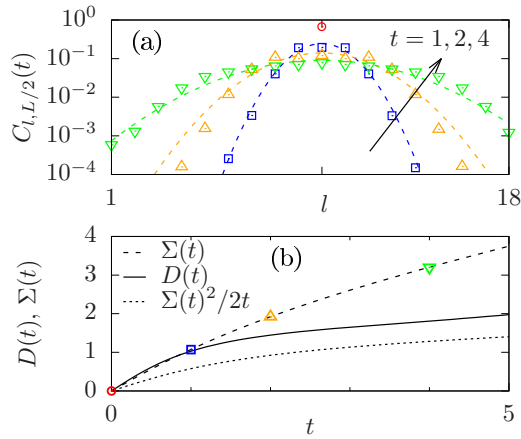 (a)
t = 1, 2, 4
10^0
10^{-1}
10^{-2}
10^{-3}
10^{-4}
C_{l,L/2}(t)
1
l
18
(b)
Σ(t)
D(t)
Σ(t)^2/2t
4
3
2
1
0
D(t), Σ(t)
0
t
5